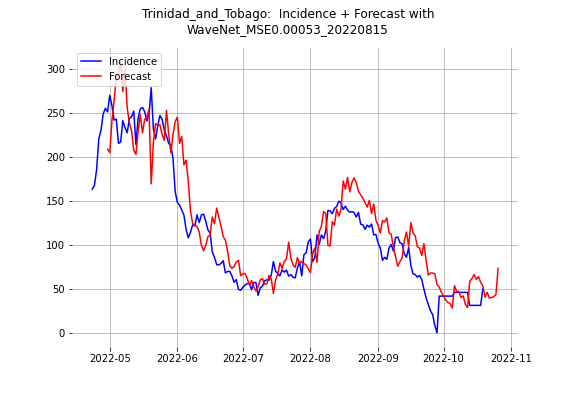 Trinidad_and_Tobago:  Incidence + Forecast with
WaveNet_MSE0.00053_20220815
Incidence
Forecast
300
250
200
150
100
50
0
2022-05 2022-06 2022-07 2022-08 2022-09 2022-10 2022-11